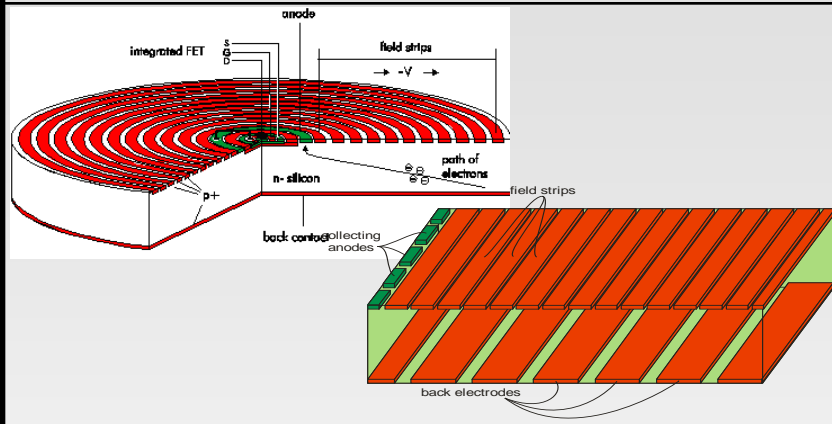 anode
integrated FET
S
G
D
field strips
-V
path of
electrons
n- silicon
p+
back contact
field strips
collecting
anodes
back electrodes